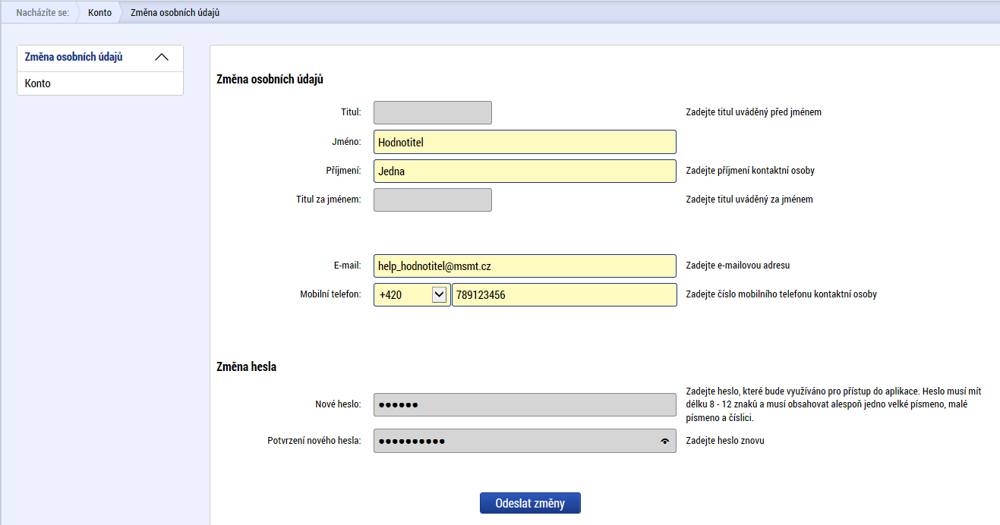 Nacházíte se: Konto Změna osobních údajů
Změna osobních údajů
Konto
Změna osobních údajů
Titul: Zadejte titul uváděný před jménem
Jméno: Hodnotitel
Příjmení: Jedna Zadejte příjmení kontaktní osoby
Titul za jménem: Zadejte titul uváděný za jménem
E-mail: help_hodnotitel@msmt.cz Zadejte e-mailovou adresu
Mobilní telefon: +420 789123456 Zadejte číslo mobilního telefonu kontaktní osoby
Změna hesla
Nové heslo: ●●●●●● Zadejte heslo, které bude využíváno pro přístup do aplikace. Heslo musí mít
délku 8 - 12 znaků a musí obsahovat alespoň jedno velké písmeno, malé
písmeno a číslici.
Potvrzení nového hesla: ●●●●●●●●●● Zadejte heslo znovu
Odeslat změny